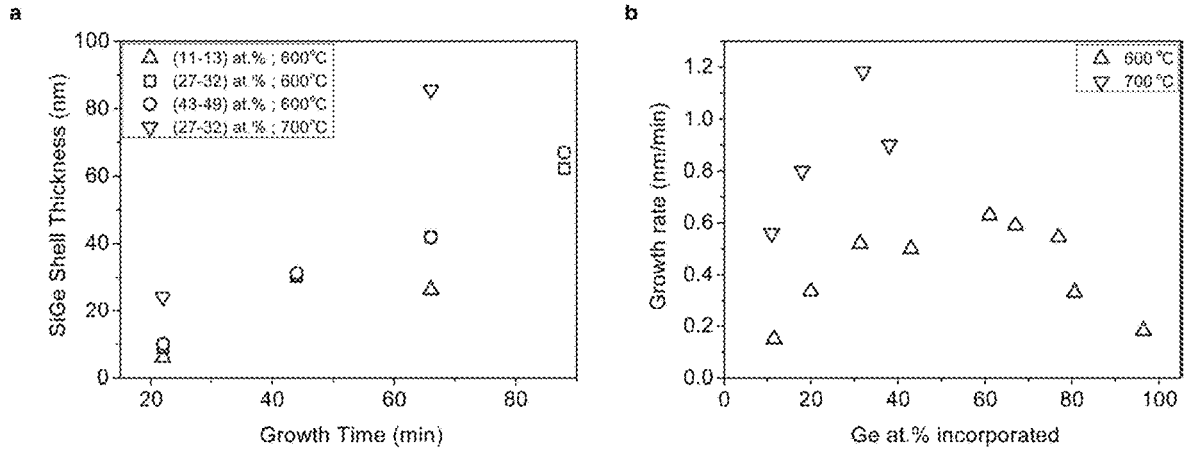 a
100
80
60
40
20
0
SiGe Shell Thickness (nm)
(11-13) at.% ; 600°C
(27-32) at.% ; 600°C
(43-49) at.% ; 600°C
(27-32) at.% ; 700°C
20 40 60 80
Growth Time (min)
b
1.2
1.0
0.8
0.6
0.4
0.2
0.0
Growth rate (nm/min)
600 °C
700 °C
0 20 40 60 80 100
Ge at.% incorporated